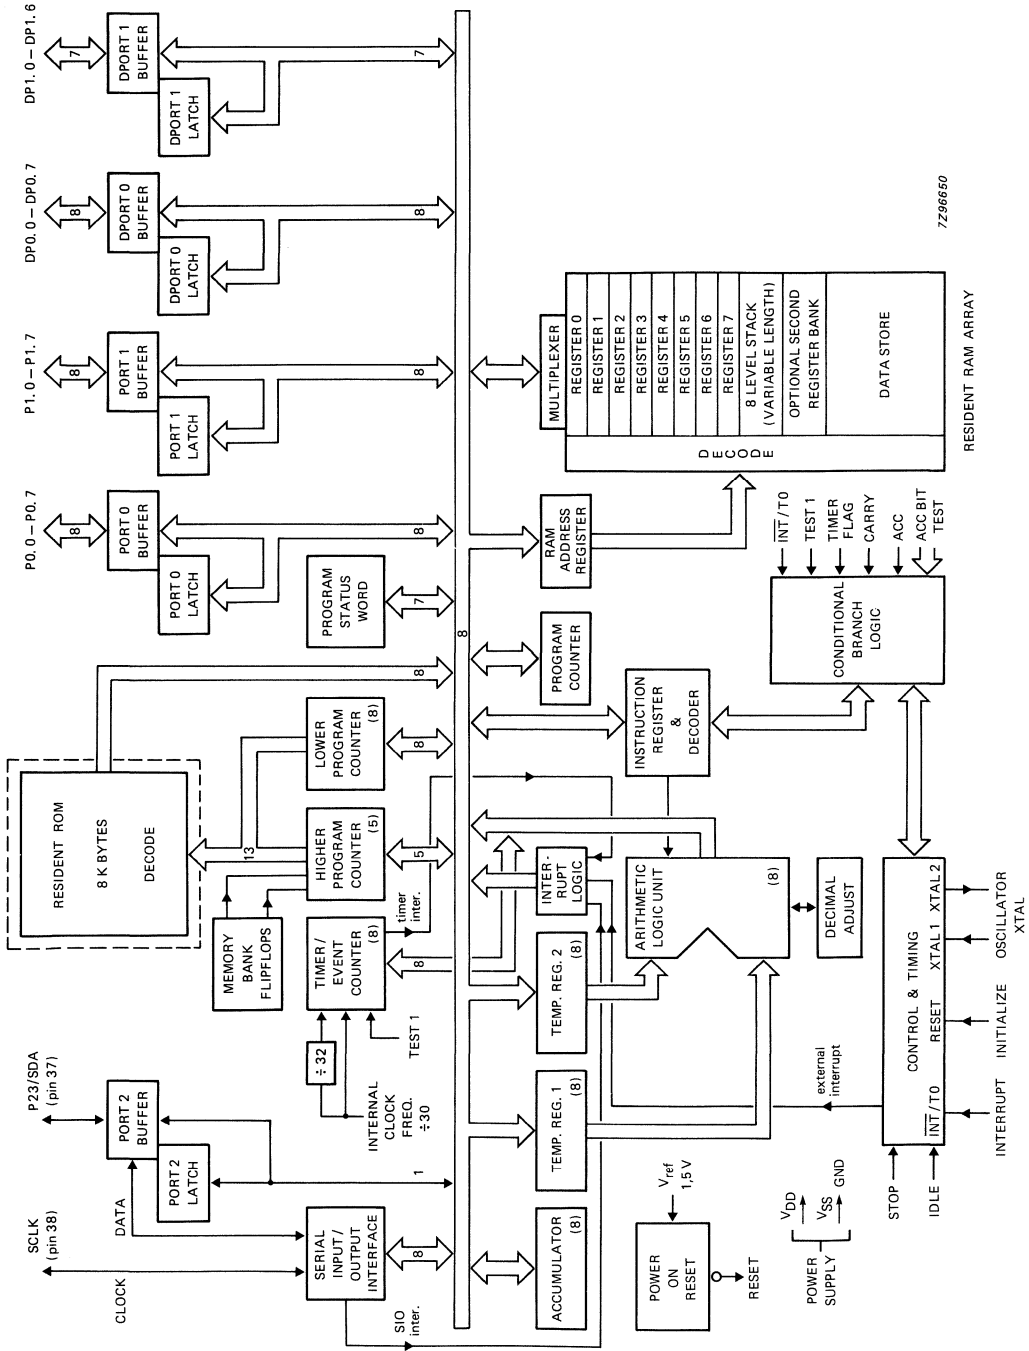 SCLK
(pin 38)
P23/SDA
(pin 37)
P0.0 – P0.7
P1.0 – P1.7
DP0.0 – DP0.7
DP1.0 – DP1.6
CLOCK
DATA
PORT 2
BUFFER
PORT 2
LATCH
8
PORT 0
BUFFER
PORT 0
LATCH
8
8
PORT 1
BUFFER
PORT 1
LATCH
8
8
DPORT 0
BUFFER
DPORT 0
LATCH
8
7
DPORT 1
BUFFER
DPORT 1
LATCH
7
RESIDENT ROM
8 K BYTES
DECODE
13
8
MEMORY
BANK
FLIPFLOPS
SERIAL
INPUT/
OUTPUT
INTERFACE
8
SIO
inter.
1
INTERNAL
CLOCK
FREQ.
÷30
÷32
TEST 1
TIMER/
EVENT
COUNTER
(8)
8
timer
inter.
HIGHER
PROGRAM
COUNTER
(5)
5
LOWER
PROGRAM
COUNTER
(8)
8
PROGRAM
STATUS
WORD
7
8
ACCUMULATOR
(8)
TEMP. REG. 1
(8)
TEMP. REG. 2
(8)
INTER-
RUPT
LOGIC
PROGRAM
COUNTER
RAM
ADDRESS
REGISTER
MULTIPLEXER
DECODE
REGISTER 0
REGISTER 1
REGISTER 2
REGISTER 3
REGISTER 4
REGISTER 5
REGISTER 6
REGISTER 7
8 LEVEL STACK
(VARIABLE LENGTH)
OPTIONAL SECOND
REGISTER BANK
DATA STORE
RESIDENT RAM ARRAY
ARITHMETIC
LOGIC UNIT
(8)
INSTRUCTION
REGISTER
&
DECODER
DECIMAL
ADJUST
CONDITIONAL
BRANCH
LOGIC
INT/T0
TEST 1
TIMER
FLAG
CARRY
ACC
ACC BIT
TEST
POWER
ON
RESET
Vref
1,5 V
RESET
POWER
SUPPLY
VDD
VSS
GND
external
interrupt
STOP
IDLE
CONTROL & TIMING
INT/T0
RESET
XTAL 1
XTAL 2
INTERRUPT
INITIALIZE
OSCILLATOR
XTAL
7Z96650